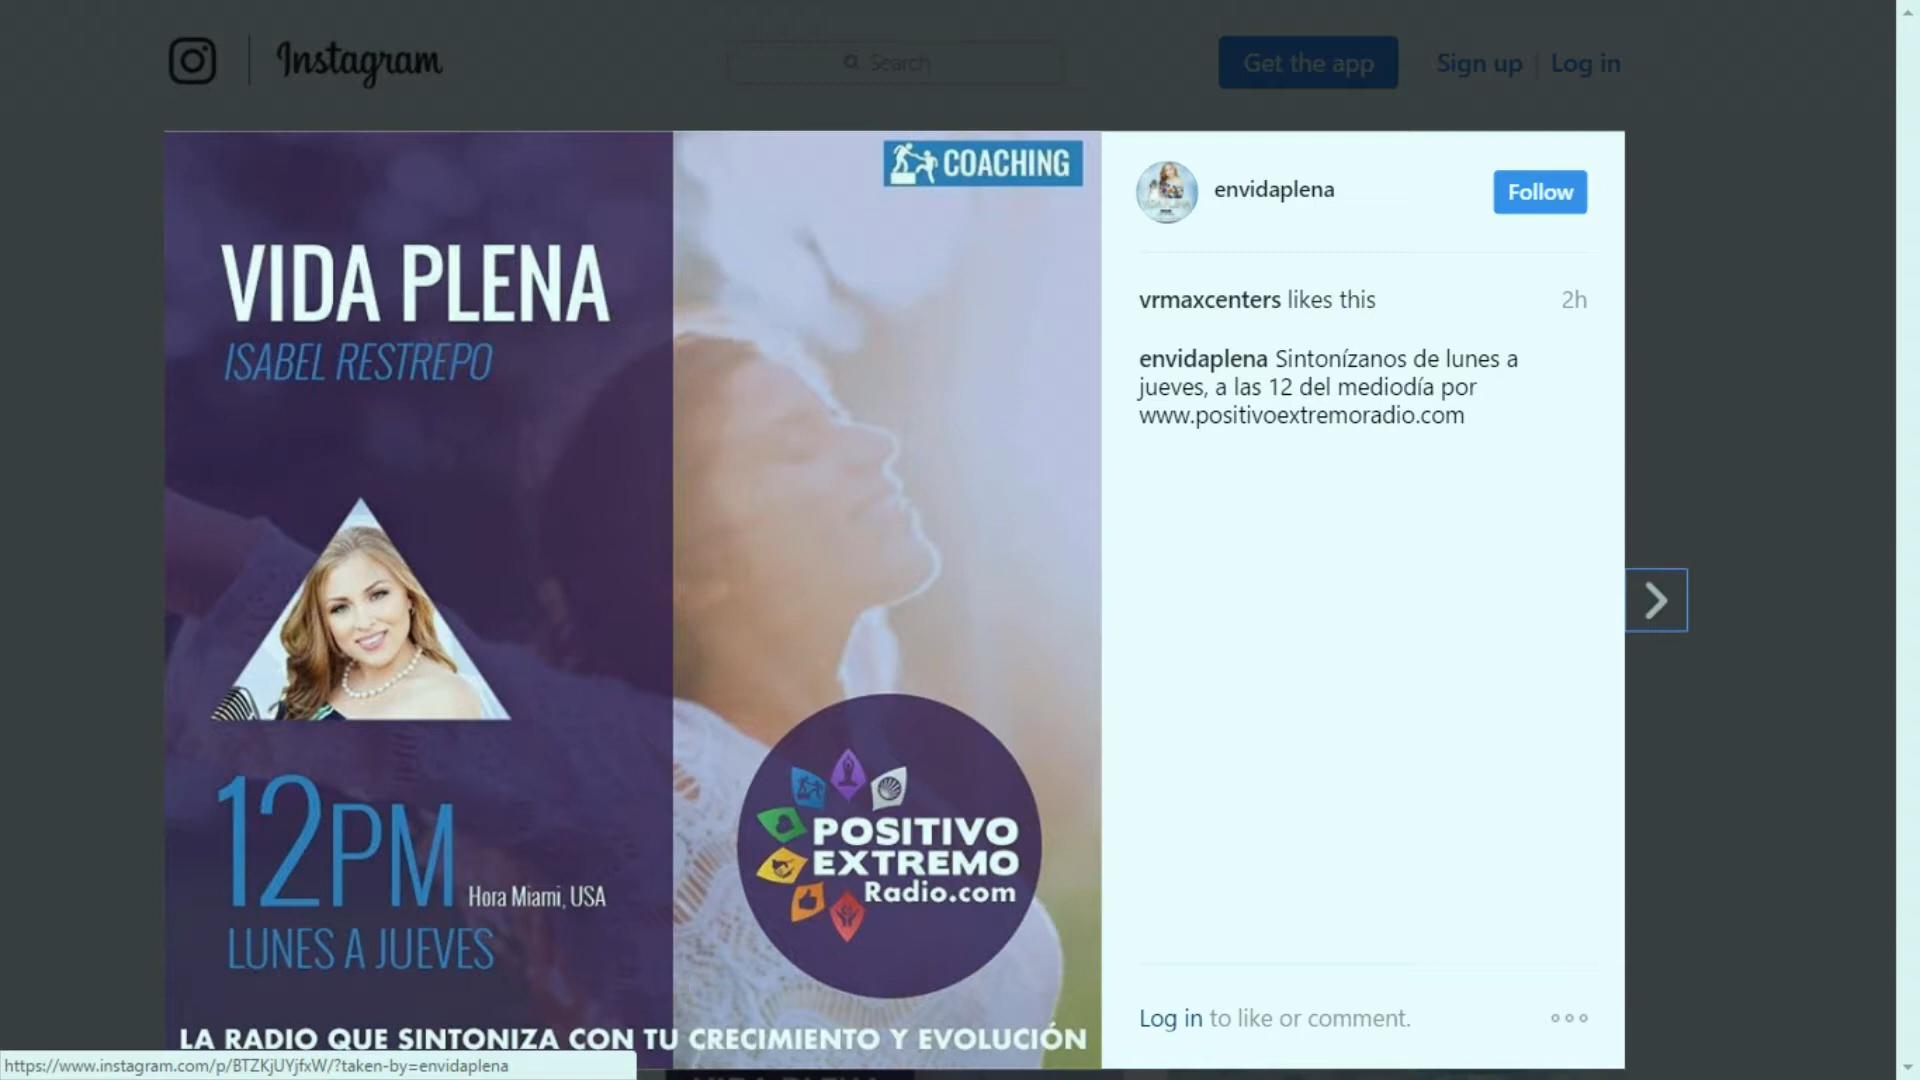 Instagram
Search
Get the app
Sign up | Log in
COACHING
VIDA PLENA
ISABEL RESTREPO
12PM Hora Miami, USA
LUNES A JUEVES
POSITIVO
EXTREMO
Radio.com
LA RADIO QUE SINTONIZA CON TU CRECIMIENTO Y EVOLUCIÓN
envidaplena
Follow
vrmaxcenters likes this 2h
envidaplena Sintonízanos de lunes a
jueves, a las 12 del mediodía por
www.positivoextremoradio.com
Log in to like or comment.
https://www.instagram.com/p/BTZKjUYjfxW/?taken-by=envidaplena